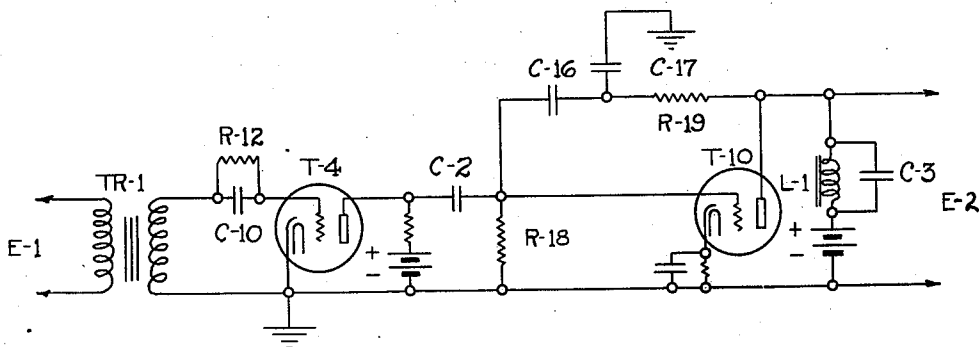 C-16
C-17
R-19
R-12
T-4
C-2
T-10
TR-1
L-1
C-3
E-1
C-10
+
-
R-18
+
-
E-2